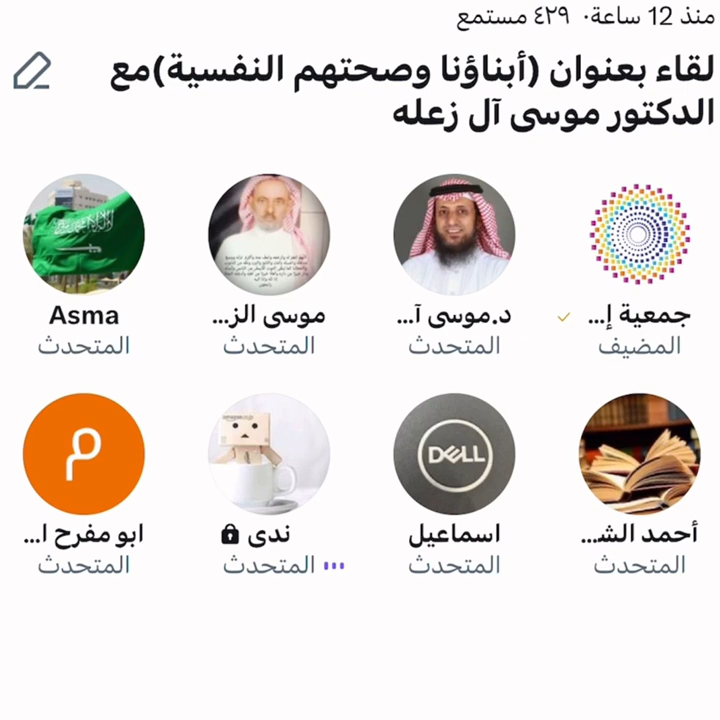 منذ 12 ساعة· ٤٢٩ مستمع
لقاء بعنوان (أبناؤنا وصحتهم النفسية)مع
الدكتور موسى آل زعله
جمعية إ...
المضيف
د.موسى آ...
المتحدث
موسى الز...
المتحدث
Asma
المتحدث
أحمد الشـ...
المتحدث
DELL
اسماعيل
المتحدث
ندى
المتحدث
م
ابو مفرح ا...
المتحدث